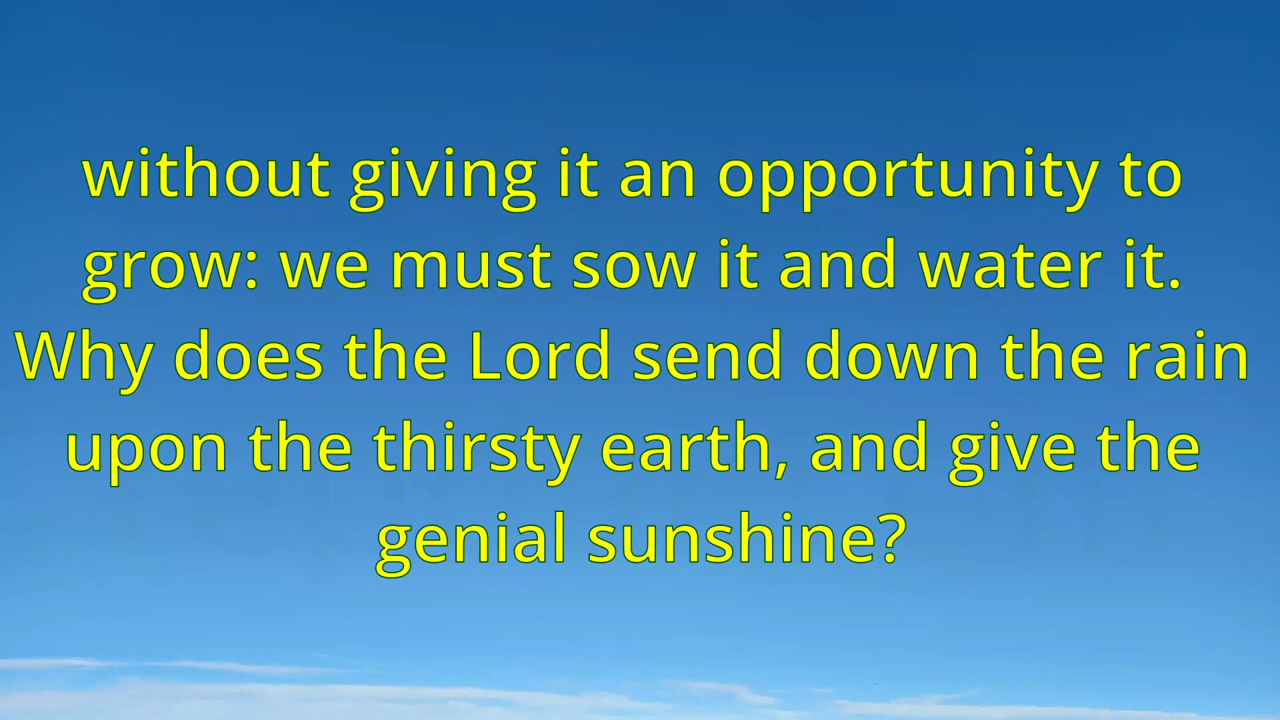 without giving it an opportunity to
grow: we must sow it and water it.
Why does the Lord send down the rain
upon the thirsty earth, and give the
genial sunshine?